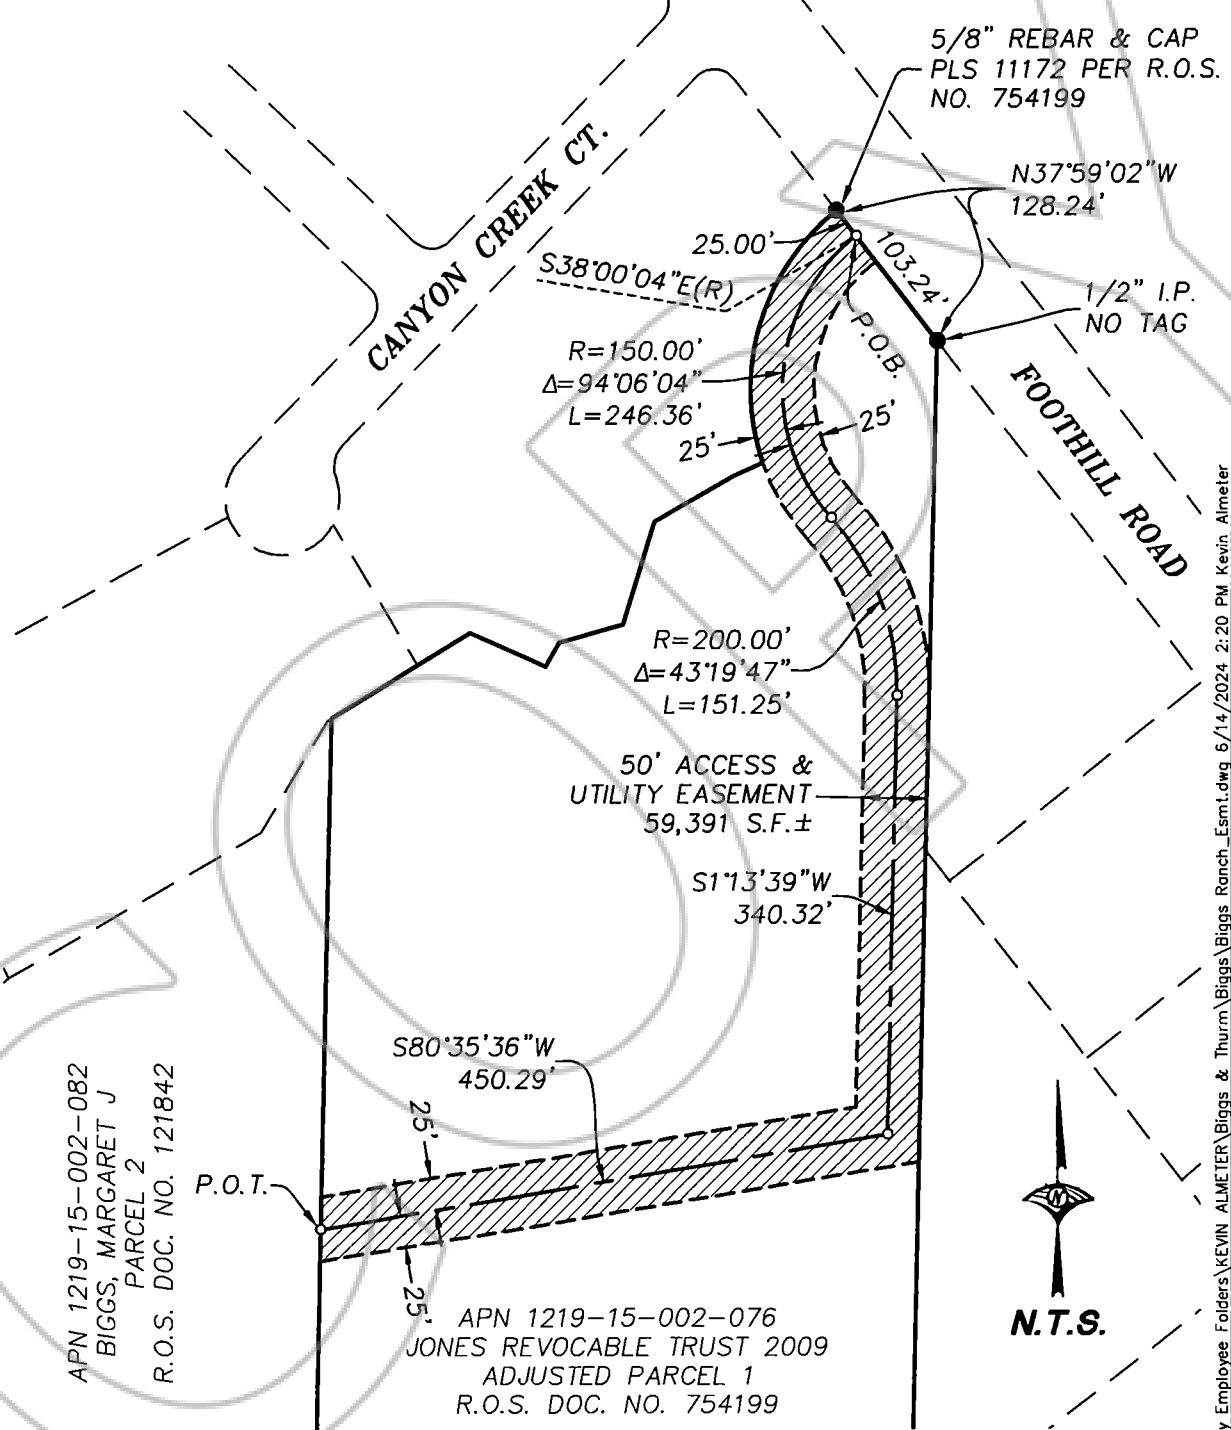 5/8" REBAR & CAP
PLS 11172 PER R.O.S.
NO. 754199
CANYON CREEK CT.
N37°59'02"W
128.24'
25.00'
103.24'
S38°00'04"E(R)
1/2" I.P.
NO TAG
P.O.B.
R=150.00'
Δ=94°06'04"
L=246.36'
25'
25'
FOOTHILL ROAD
R=200.00'
Δ=43°19'47"
L=151.25'
50' ACCESS &
UTILITY EASEMENT
59,391 S.F.±
S1°13'39"W
340.32'
S80°35'36"W
450.29'
25'
P.O.T.
25'
APN 1219-15-002-082
BIGGS, MARGARET J
PARCEL 2
R.O.S. DOC. NO. 121842
APN 1219-15-002-076
JONES REVOCABLE TRUST 2009
ADJUSTED PARCEL 1
R.O.S. DOC. NO. 754199
N
N.T.S.
y Employee Folders\KEVIN ALMETER\Biggs & Thurm\Biggs\Biggs Ranch_Esmt.dwg 6/14/2024 2:20 PM Kevin Almeter